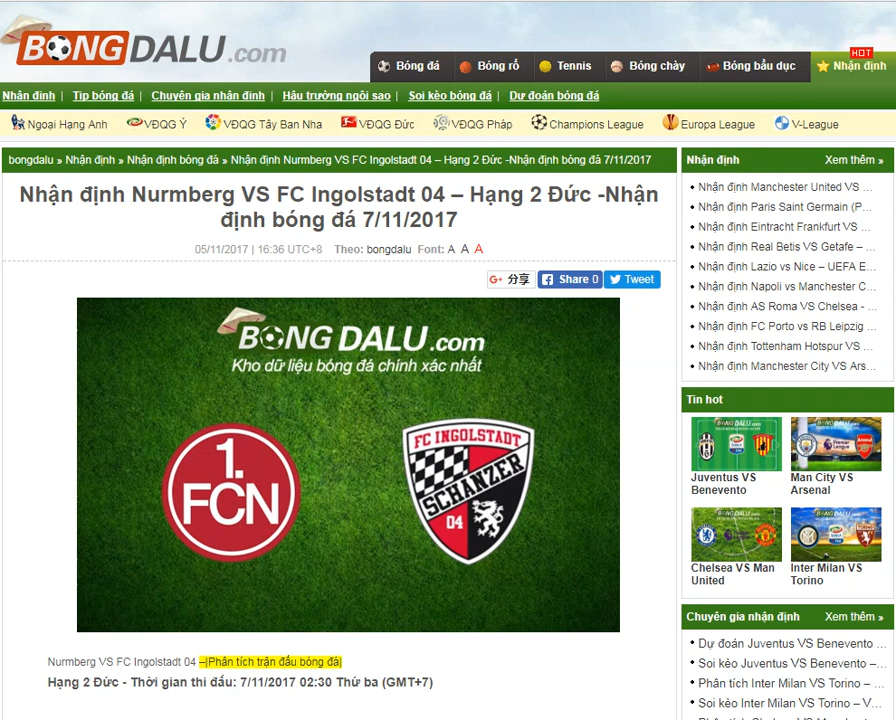 BONGDALU.com
Bóng đá
Bóng rổ
Tennis
Bóng chày
Bóng bầu dục
HOT
Nhận định
Nhận định | Tip bóng đá | Chuyên gia nhận định | Hậu trường ngôi sao | Soi kèo bóng đá | Dự đoán bóng đá
Ngoại Hạng Anh
VĐQG Ý
VĐQG Tây Ban Nha
VĐQG Đức
VĐQG Pháp
Champions League
Europa League
V-League
bongdalu » Nhận định » Nhận định bóng đá » Nhận định Nurmberg VS FC Ingolstadt 04 – Hạng 2 Đức -Nhận định bóng đá 7/11/2017
Nhận định Nurmberg VS FC Ingolstadt 04 – Hạng 2 Đức -Nhận
định bóng đá 7/11/2017
05/11/2017 | 16:36 UTC+8 Theo: bongdalu Font: A A A
G+ 分享
Share 0
Tweet
BONGDALU.com
Kho dữ liệu bóng đá chính xác nhất
1.
FCN
FC INGOLSTADT
SCHANZER
04
Nurmberg VS FC Ingolstadt 04 –|Phân tích trận đấu bóng đá|
Hạng 2 Đức - Thời gian thi đấu: 7/11/2017 02:30 Thứ ba (GMT+7)
Nhận định
Xem thêm »
Nhận định Manchester United VS ...
Nhận định Paris Saint Germain (P...
Nhận định Eintracht Frankfurt VS ...
Nhận định Real Betis VS Getafe – ...
Nhận định Lazio vs Nice – UEFA E...
Nhận định Napoli vs Manchester C...
Nhận định AS Roma VS Chelsea - ...
Nhận định FC Porto vs RB Leipzig ...
Nhận định Tottenham Hotspur VS ...
Nhận định Manchester City VS Ars...
Tin hot
Juventus VS
Benevento
Man City VS
Arsenal
Chelsea VS Man
United
Inter Milan VS
Torino
Chuyên gia nhận định
Xem thêm »
Dự đoán Juventus VS Benevento ...
Soi kèo Juventus VS Benevento –...
Phân tích Inter Milan VS Torino – ...
Soi kèo Inter Milan VS Torino – V...